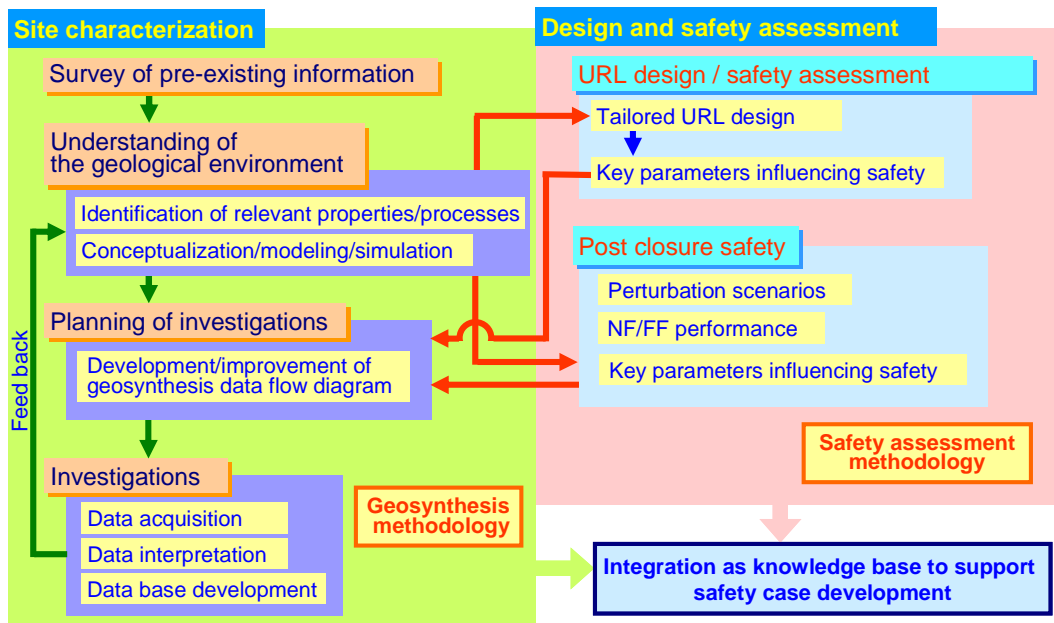 Site characterization
Survey of pre-existing information
Understanding of
the geological environment
Identification of relevant properties/processes
Conceptualization/modeling/simulation
Planning of investigations
Development/improvement of
geosynthesis data flow diagram
Feed back
Investigations
Data acquisition
Data interpretation
Data base development
Geosynthesis
methodology
Design and safety assessment
URL design / safety assessment
Tailored URL design
Key parameters influencing safety
Post closure safety
Perturbation scenarios
NF/FF performance
Key parameters influencing safety
Safety assessment
methodology
Integration as knowledge base to support
safety case development